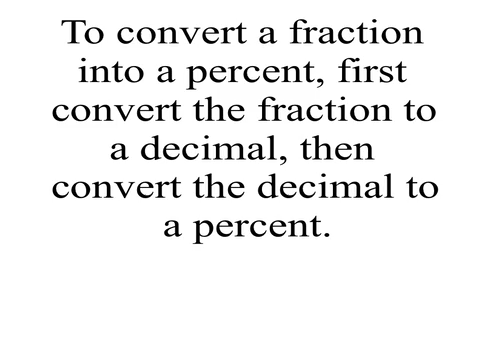 To convert a fraction
into a percent, first
convert the fraction to
a decimal, then
convert the decimal to
a percent.